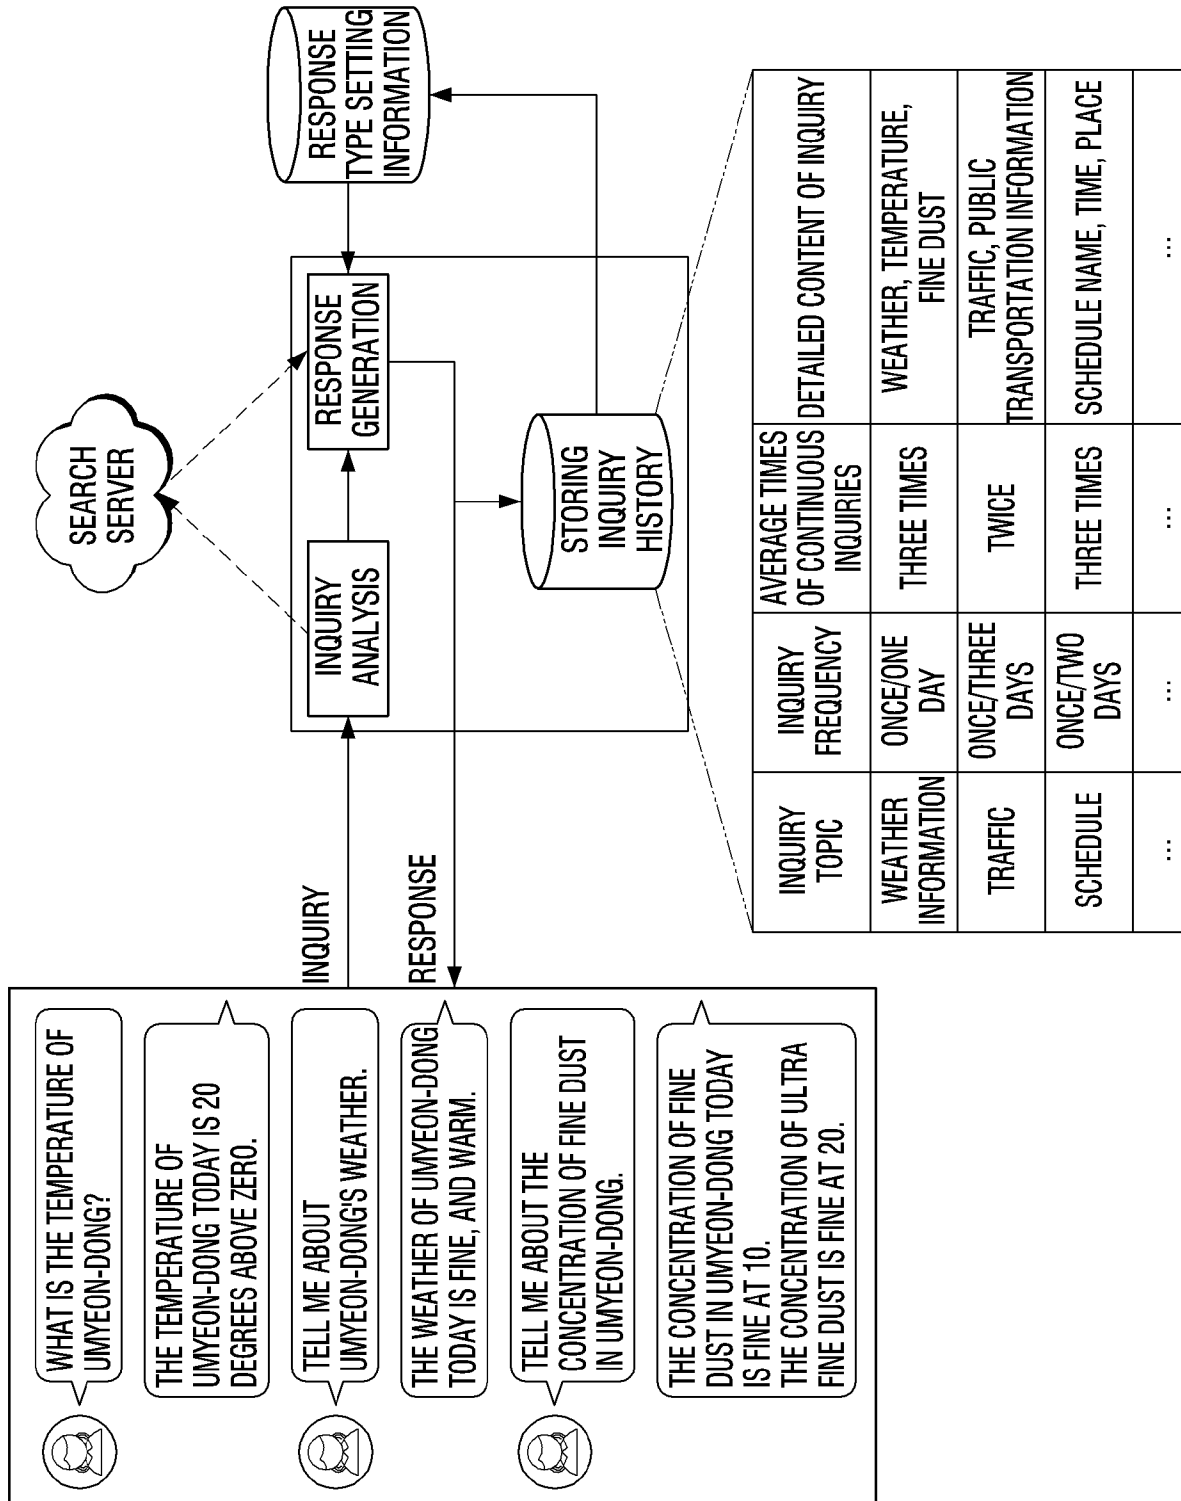 WHAT IS THE TEMPERATURE OF
UMYEON-DONG?
THE TEMPERATURE OF
UMYEON-DONG TODAY IS 20
DEGREES ABOVE ZERO.
TELL ME ABOUT
UMYEON-DONG'S WEATHER.
THE WEATHER OF UMYEON-DONG
TODAY IS FINE, AND WARM.
TELL ME ABOUT THE
CONCENTRATION OF FINE DUST
IN UMYEON-DONG.
THE CONCENTRATION OF FINE
DUST IN UMYEON-DONG TODAY
IS FINE AT 10.
THE CONCENTRATION OF ULTRA
FINE DUST IS FINE AT 20.
INQUIRY
RESPONSE
SEARCH
SERVER
INQUIRY
ANALYSIS
RESPONSE
GENERATION
RESPONSE
TYPE SETTING
INFORMATION
STORING
INQUIRY
HISTORY
INQUIRY
TOPIC
INQUIRY
FREQUENCY
AVERAGE TIMES
OF CONTINUOUS
INQUIRIES
DETAILED CONTENT OF INQUIRY
WEATHER
INFORMATION
ONCE/ONE
DAY
THREE TIMES
WEATHER, TEMPERATURE,
FINE DUST
TRAFFIC
ONCE/THREE
DAYS
TWICE
TRAFFIC, PUBLIC
TRANSPORTATION INFORMATION
SCHEDULE
ONCE/TWO
DAYS
THREE TIMES
SCHEDULE NAME, TIME, PLACE
...
...
...
...